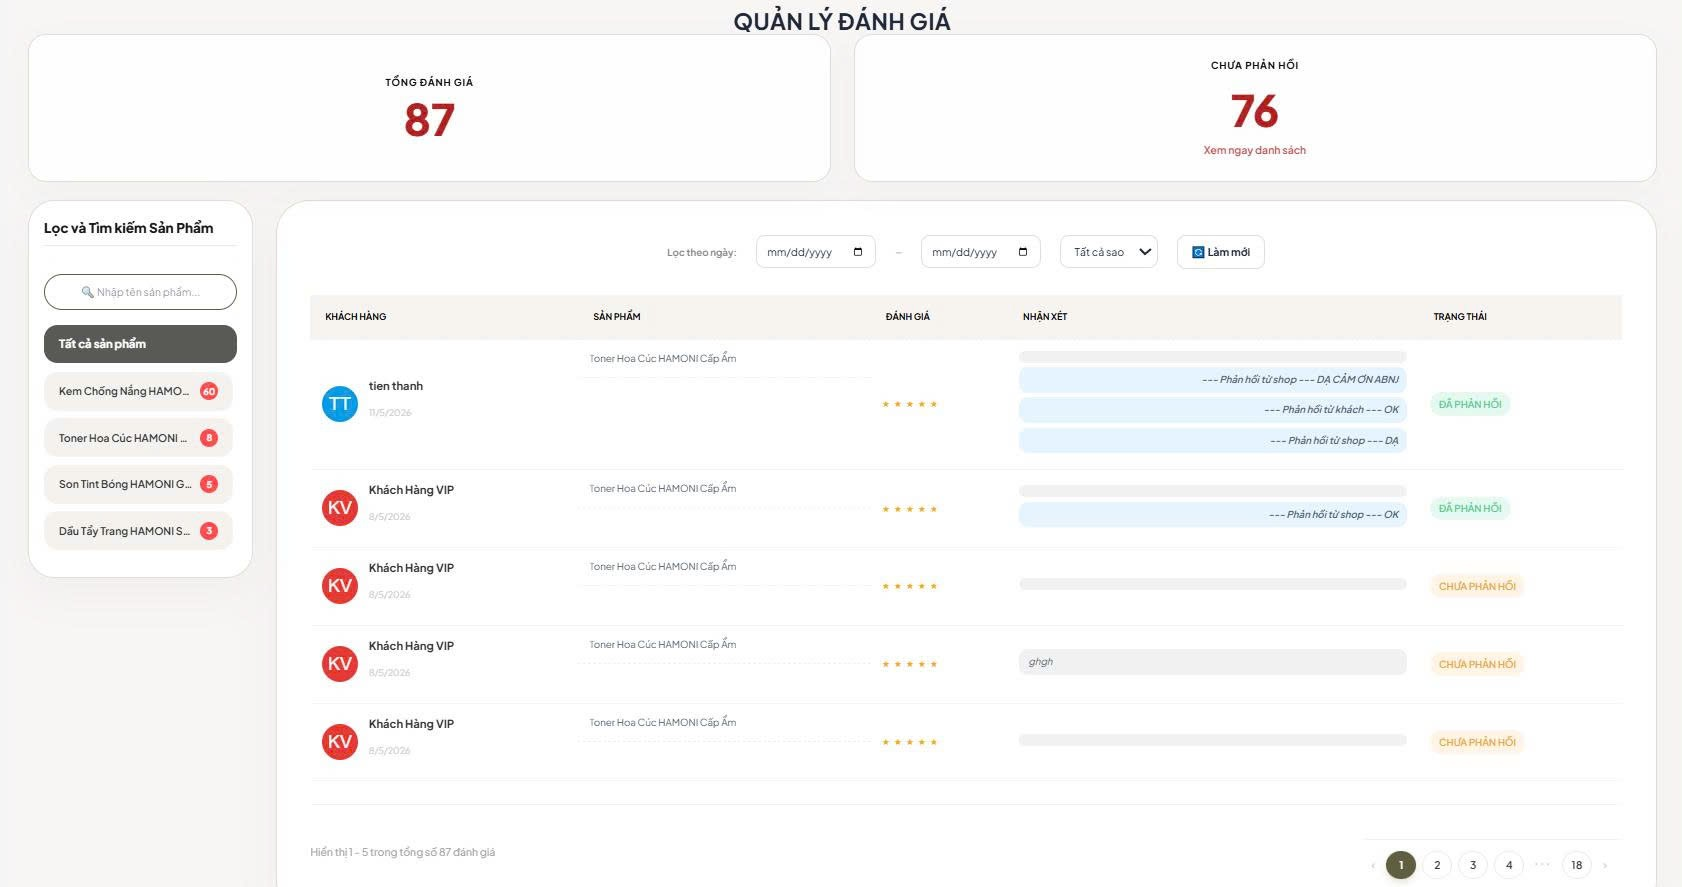 QUẢN LÝ ĐÁNH GIÁ
TỔNG ĐÁNH GIÁ
87
CHƯA PHẢN HỒI
76
Xem ngay danh sách
Lọc và Tìm kiếm Sản Phẩm
🔍 Nhập tên sản phẩm...
Tất cả sản phẩm
Kem Chống Nắng HAMO... 60
Toner Hoa Cúc HAMONI ... 8
Son Tint Bóng HAMONI G... 5
Dầu Tẩy Trang HAMONI S... 3
Lọc theo ngày: mm/dd/yyyy – mm/dd/yyyy Tất cả sao Làm mới
KHÁCH HÀNG SẢN PHẨM ĐÁNH GIÁ NHẬN XÉT TRẠNG THÁI
TT tien thanh
11/5/2026
Toner Hoa Cúc HAMONI Cấp Ẩm
★ ★ ★ ★ ★
--- Phản hồi từ shop --- DẠ CẢM ƠN ABNJ
--- Phản hồi từ khách --- OK
--- Phản hồi từ shop --- DẠ
ĐÃ PHẢN HỒI
KV Khách Hàng VIP
8/5/2026
Toner Hoa Cúc HAMONI Cấp Ẩm
★ ★ ★ ★ ★
--- Phản hồi từ shop --- OK
ĐÃ PHẢN HỒI
KV Khách Hàng VIP
8/5/2026
Toner Hoa Cúc HAMONI Cấp Ẩm
★ ★ ★ ★ ★
CHƯA PHẢN HỒI
KV Khách Hàng VIP
8/5/2026
Toner Hoa Cúc HAMONI Cấp Ẩm
★ ★ ★ ★ ★
ghgh
CHƯA PHẢN HỒI
KV Khách Hàng VIP
8/5/2026
Toner Hoa Cúc HAMONI Cấp Ẩm
★ ★ ★ ★ ★
CHƯA PHẢN HỒI
Hiển thị 1 - 5 trong tổng số 87 đánh giá
‹ 1 2 3 4 ... 18 ›